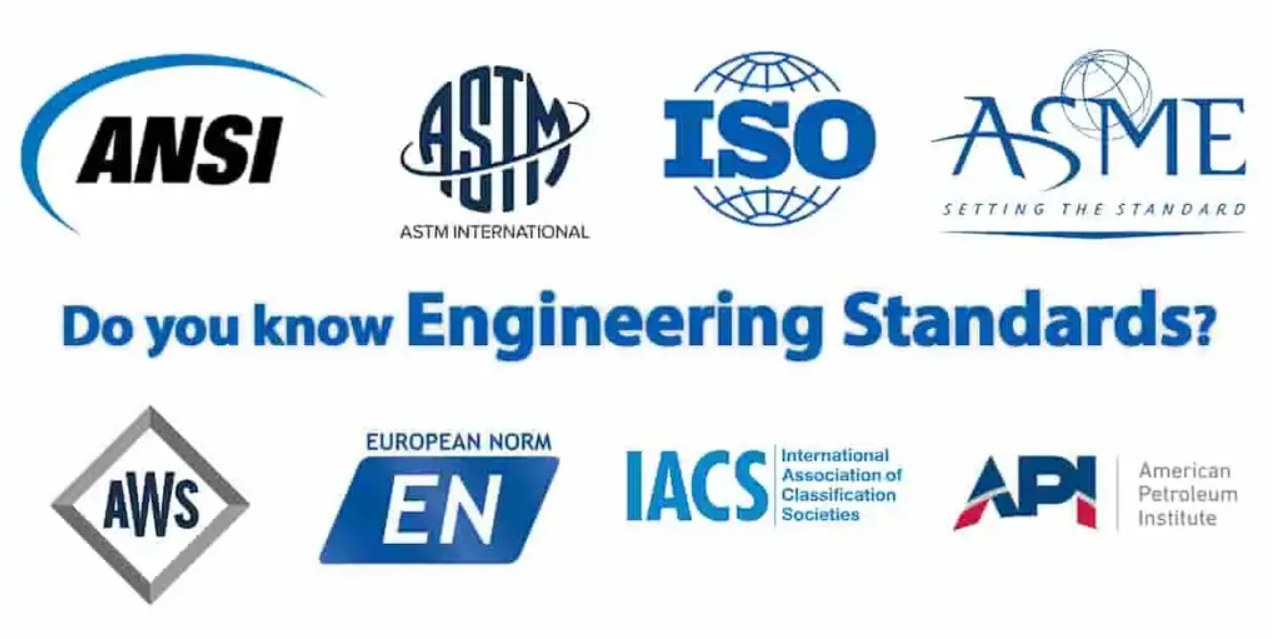 ANSI
ASTM
ASTM INTERNATIONAL
ISO
ASME
SETTING THE STANDARD
Do you know Engineering Standards?
AWS
EUROPEAN NORM
EN
IACS
International
Association of
Classification
Societies
API
American
Petroleum
Institute